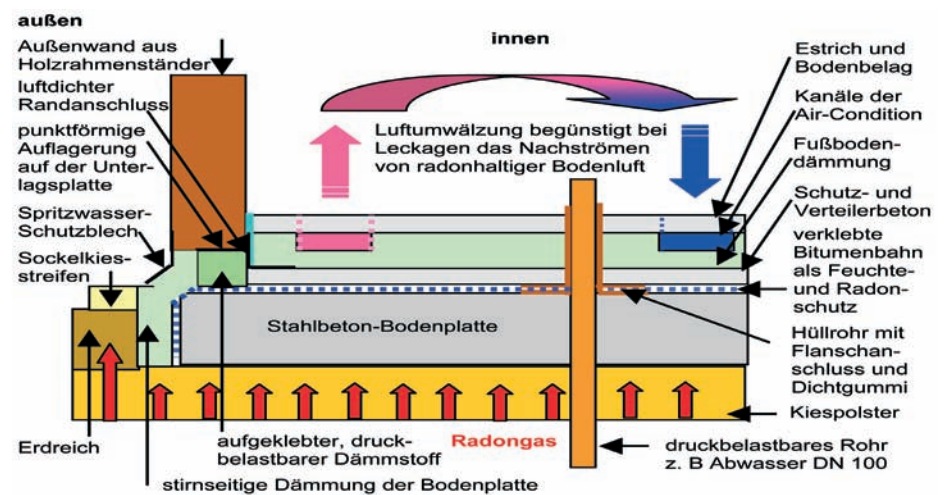 außen
Außenwand aus
Holzrahmenständer
luftdichter
Randanschluss
punktförmige
Auflagerung
auf der Unter-
lagsplatte
Spritzwasser-
Schutzblech
Sockelkies-
streifen
innen
Luftumwälzung begünstigt bei
Leckagen das Nachströmen
von radonhaltiger Bodenluft
Estrich und
Bodenbelag
Kanäle der
Air-Condition
Fußboden-
dämmung
Schutz- und
Verteilerbeton
verklebte
Bitumenbahn
als Feuchte-
und Radon-
schutz
Hüllrohr mit
Flanschan-
schluss und
Dichtgummi
Kiespolster
Stahlbeton-Bodenplatte
Erdreich
aufgeklebter, druck-
belastbarer Dämmstoff
stirnseitige Dämmung der Bodenplatte
Radongas
druckbelastbares Rohr
z. B Abwasser DN 100